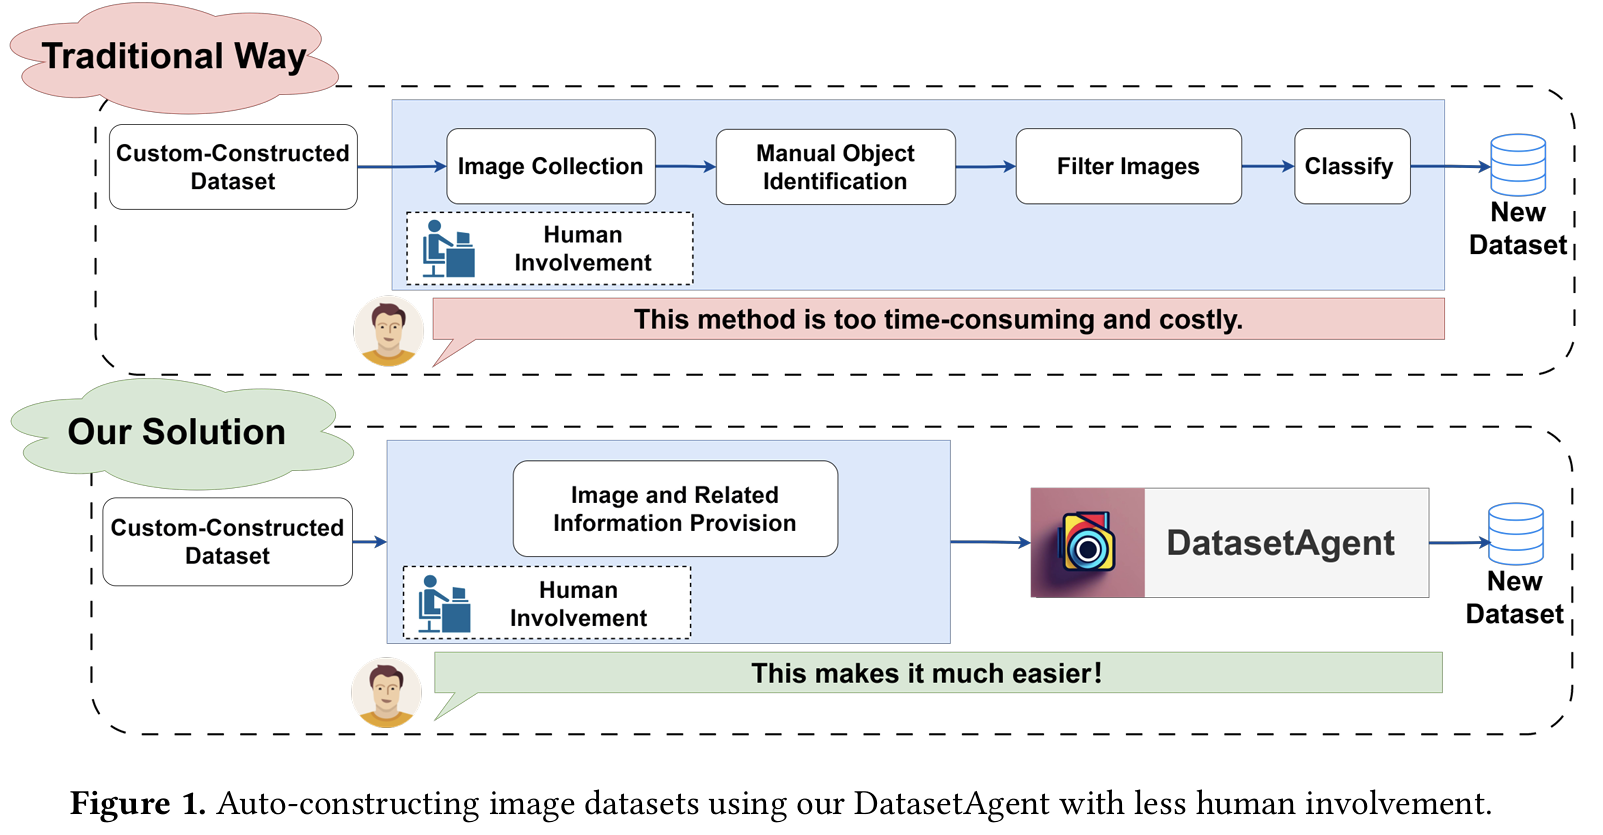 Traditional Way
Custom-Constructed
Dataset
Image Collection
Manual Object
Identification
Filter Images
Classify
New
Dataset
Human
Involvement
This method is too time-consuming and costly.
Our Solution
Custom-Constructed
Dataset
Image and Related
Information Provision
Human
Involvement
DatasetAgent
New
Dataset
This makes it much easier!
Figure 1. Auto-constructing image datasets using our DatasetAgent with less human involvement.